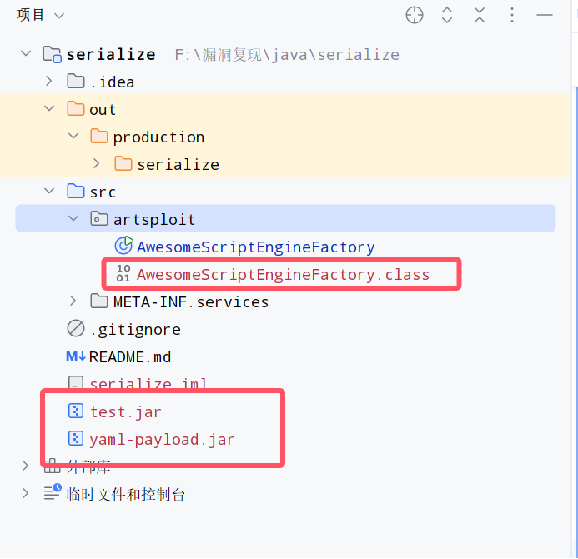 项目
serialize F:\漏洞复现\java\serialize
.idea
out
production
serialize
src
artsploit
AwesomeScriptEngineFactory
AwesomeScriptEngineFactory.class
META-INF.services
.gitignore
M↓ README.md
serialize.iml
test.jar
yaml-payload.jar
外部库
临时文件和控制台